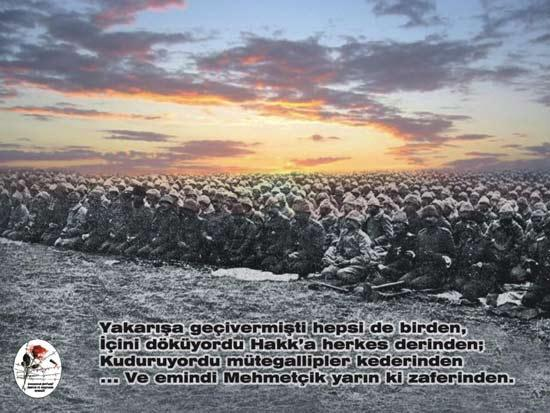 Yakarışa geçivermişti hepsi de birden,
İçini döküyordu Hakk'a herkes derinden;
Kuduruyordu mütegallipler kederinden
... Ve emindi Mehmetçik yarın ki zaferinden.